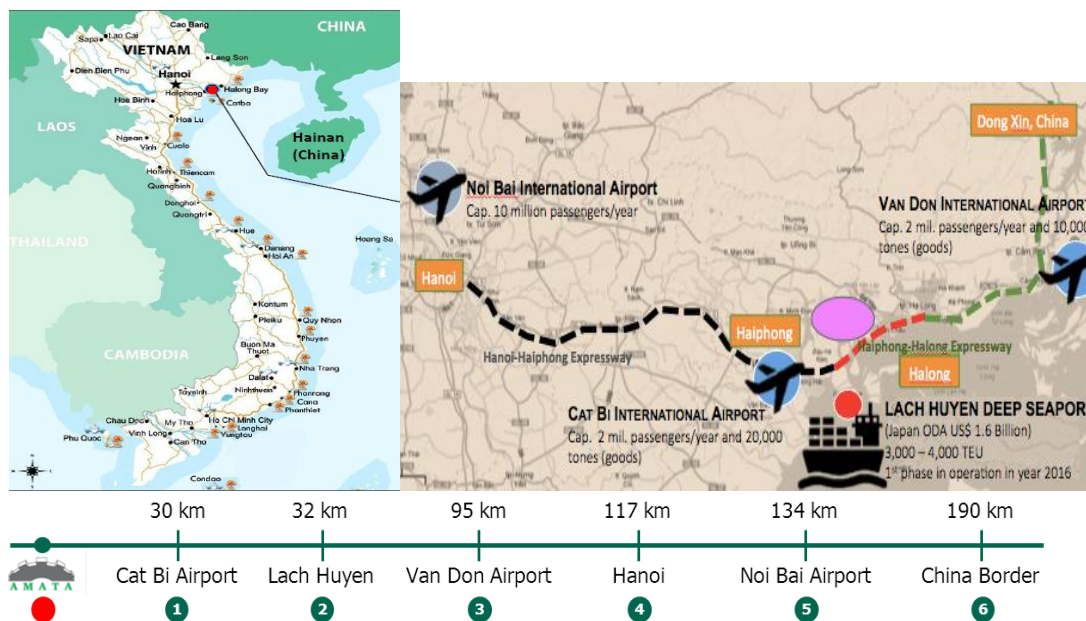 CHINA
Cao Bang
Lao Cai
Sapa
VIETNAM
Lang Son
Dien Bien Phu
Hanoi
Halong Bay
Haiphong
Hoa Binh
Catba
Hoa Lu
LAOS
Hainan
(China)
Vinh
Cuolo
Thiencam
Quangbinh
Donghoi
Quangtri
Hue
THAILAND
Danang
Hoi An
Hoang Sa
Kontum
Pleiku
Quy Nhon
Phuyen
Buon Ma
Thuot
CAMBODIA
Nha Trang
Dalat
Tayninh
Ninhthuan
Phanrang
Cana
Phanthiet
Chau Doc
Ho Chi Minh City
My Tho
Longhai
Vungtau
Phu Quoc
Vinh Long
Can Tho
Condao
Dong Xin, China
NOI BAI INTERNATIONAL AIRPORT
Cap. 10 million passengers/year
VAN DON INTERNATIONAL AIRPORT
Cap. 2 mil. passengers/year and 10,000
tones (goods)
Hanoi
Haiphong
Hanoi-Haiphong Expressway
Haiphong-Halong Expressway
Halong
CAT BI INTERNATIONAL AIRPORT
Cap. 2 mil. passengers/year and 20,000
tones (goods)
LACH HUYEN DEEP SEAPOR
(Japan ODA US$ 1.6 Billion)
3,000 – 4,000 TEU
1st phase in operation in year 2016
30 km
32 km
95 km
117 km
134 km
190 km
AMATA
Cat Bi Airport
Lach Huyen
Van Don Airport
Hanoi
Noi Bai Airport
China Border
1
2
3
4
5
6